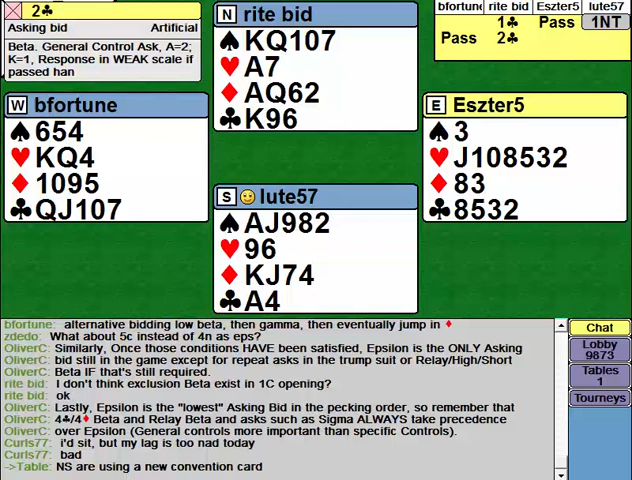 2♣
Asking bid Artificial
Beta. General Control Ask, A=2;
K=1, Response in WEAK scale if
passed han
N rite bid
♠KQ107
♥A7
♦AQ62
♣K96
bfortune rite bid Eszter5 lute57
1♣ Pass 1NT
Pass 2♣
W bfortune
♠654
♥KQ4
♦1095
♣QJ107
E Eszter5
♠3
♥J108532
♦83
♣8532
S lute57
♠AJ982
♥96
♦KJ74
♣A4
bfortune: alternative bidding low beta, then gamma, then eventually jump in ♦
zdedo: What about 5c instead of 4n as eps?
OliverC: Similarly, Once those conditions HAVE been satisfied, Epsilon is the ONLY Asking
OliverC: bid still in the game except for repeat asks in the trump suit or Relay/High/Short
OliverC: Beta IF that's still required.
rite bid: I don't think exclusion Beta exist in 1C opening?
rite bid: ok
OliverC: Lastly, Epsilon is the "lowest" Asking Bid in the pecking order, so remember that
OliverC: 4♣/4♦ Beta and Relay Beta and asks such as Sigma ALWAYS take precedence
OliverC: over Epsilon (General controls more important than specific Controls).
Curls77: i'd sit, but my lag is too nad today
Curls77: bad
->Table: NS are using a new convention card
Chat
Lobby
9873
Tables
1
Tourneys